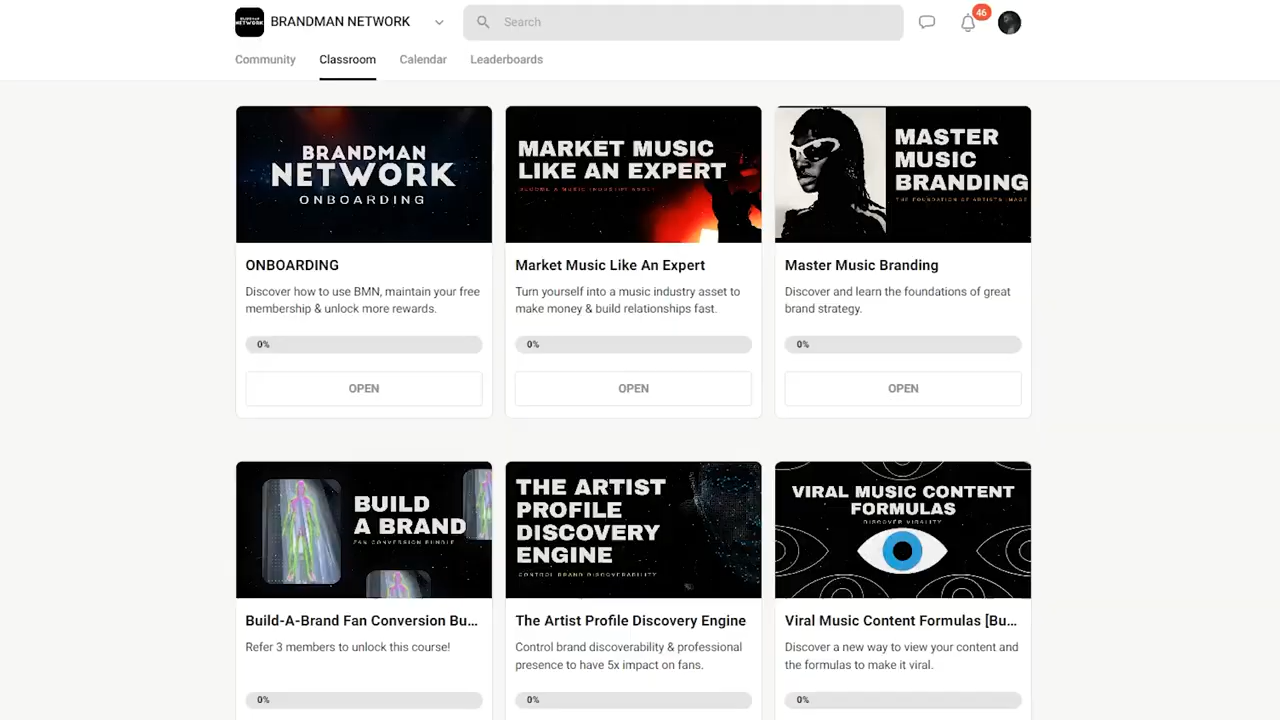 BRANDMAN NETWORK
Search
46
Community
Classroom
Calendar
Leaderboards
BRANDMAN
NETWORK
ONBOARDING
MARKET MUSIC
LIKE AN EXPERT
MASTER
MUSIC
BRANDING
ONBOARDING
Discover how to use BMN, maintain your free
membership & unlock more rewards.
0%
OPEN
Market Music Like An Expert
Turn yourself into a music industry asset to
make money & build relationships fast.
0%
OPEN
Master Music Branding
Discover and learn the foundations of great
brand strategy.
0%
OPEN
BUILD
A BRAND
FAN CONVERSION BUNDLE
THE ARTIST
PROFILE
DISCOVERY
ENGINE
CONTROL BRAND DISCOVERABILITY
VIRAL MUSIC CONTENT
FORMULAS
DISCOVER VIRALITY
Build-A-Brand Fan Conversion Bu...
Refer 3 members to unlock this course!
0%
The Artist Profile Discovery Engine
Control brand discoverability & professional
presence to have 5x impact on fans.
0%
Viral Music Content Formulas [Bu...
Discover a new way to view your content and
the formulas to make it viral.
0%